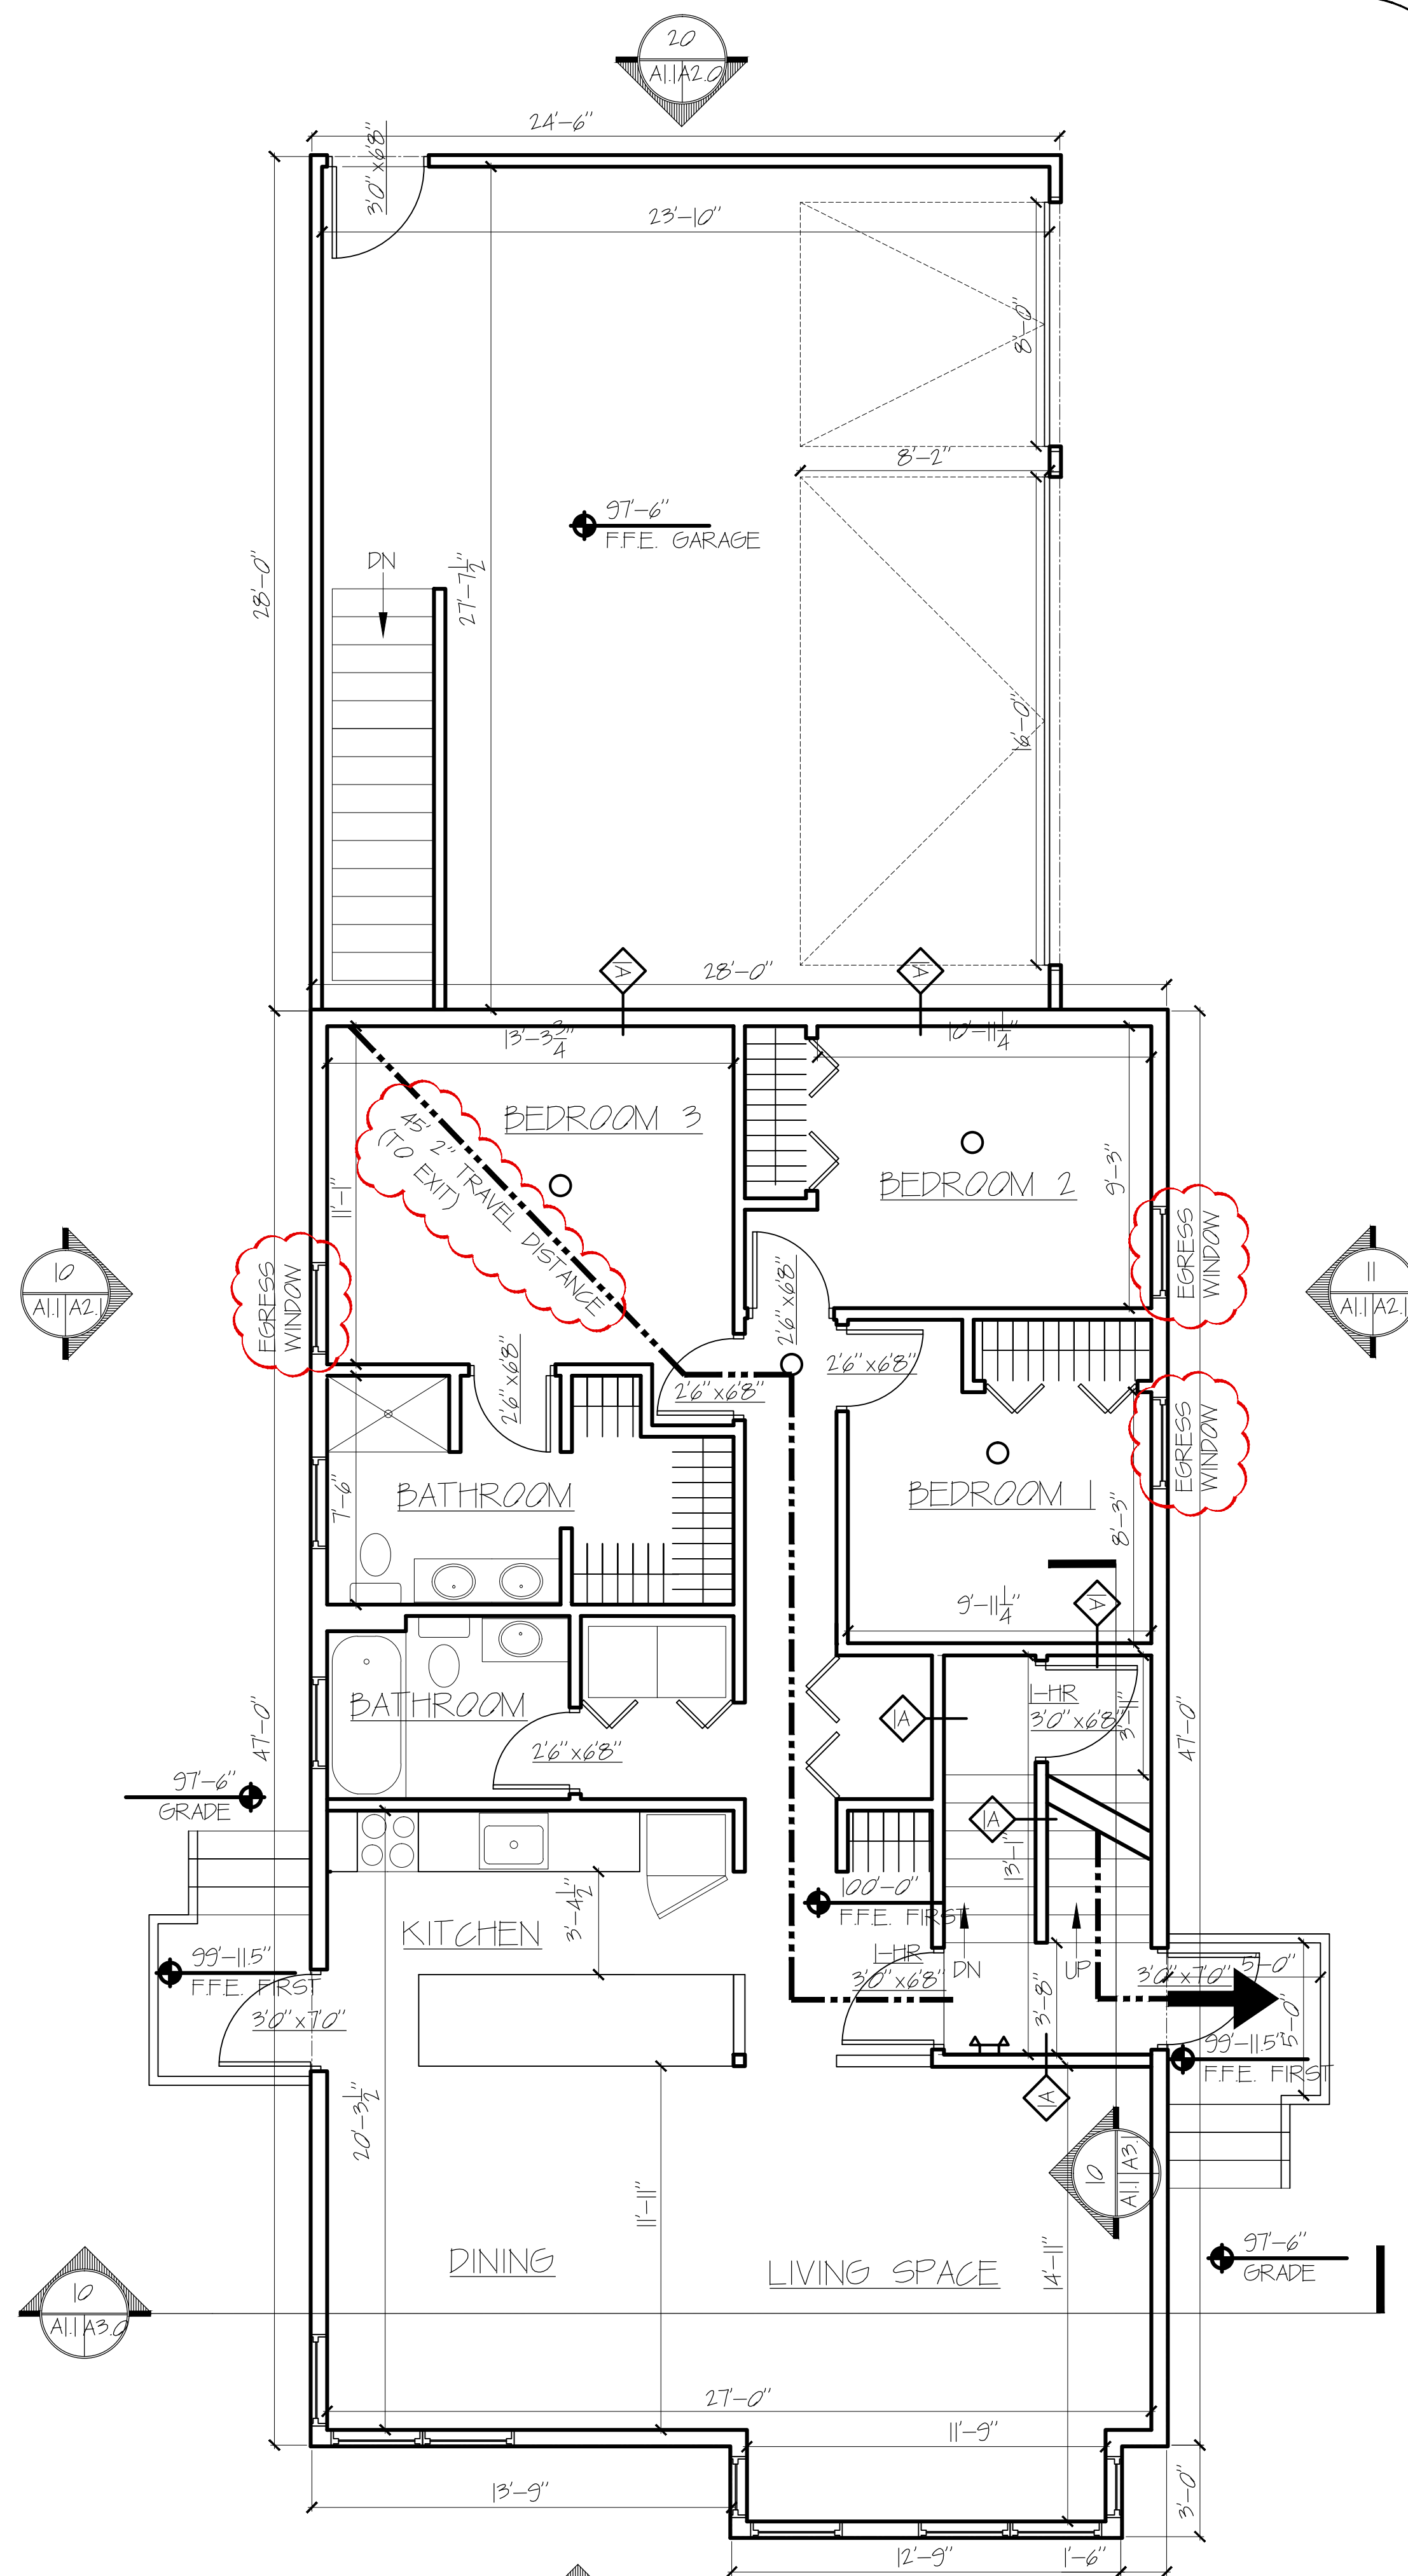 20
A1.1 A2.0
24'-6"
3'0"x6'8"
23'-10"
8'-0"
8'-2"
97'-6"
F.F.E. GARAGE
DN
27'-7 1/2"
28'-0"
16'-0"
1A
1A
28'-0"
13'-3 3/4"
10'-11 1/4"
BEDROOM 3
45' 2" TRAVEL DISTANCE
(TO EXIT)
11'-1"
BEDROOM 2
9'-3"
EGRESS
WINDOW
EGRESS
WINDOW
10
A1.1 A2.1
11
A1.1 A2.1
2'6"x6'8"
2'6"x6'8"
2'6"x6'8"
2'6"x6'8"
EGRESS
WINDOW
BATHROOM
7'-6"
BEDROOM 1
8'-3"
9'-11 1/4"
1A
BATHROOM
2'6"x6'8"
1-HR
3'0"x6'8"
3'-11"
1A
47'-0"
47'-0"
97'-6"
GRADE
1A
13'-1"
KITCHEN
3'-4 1/2"
100'-0"
F.F.E. FIRST
99'-11.5"
F.F.E. FIRST
3'0"x7'0"
1-HR
3'0"x6'8"
DN
UP
3'-8"
3'0"x7'0"
5'-0"
5'-0"
99'-11.5"
F.F.E. FIRST
1A
20'-3 1/2"
11'-11"
10
A1.1 A3.1
DINING
LIVING SPACE
14'-11"
97'-6"
GRADE
10
A1.1 A3.0
27'-0"
11'-9"
13'-9"
3'-0"
12'-9"
1'-6"